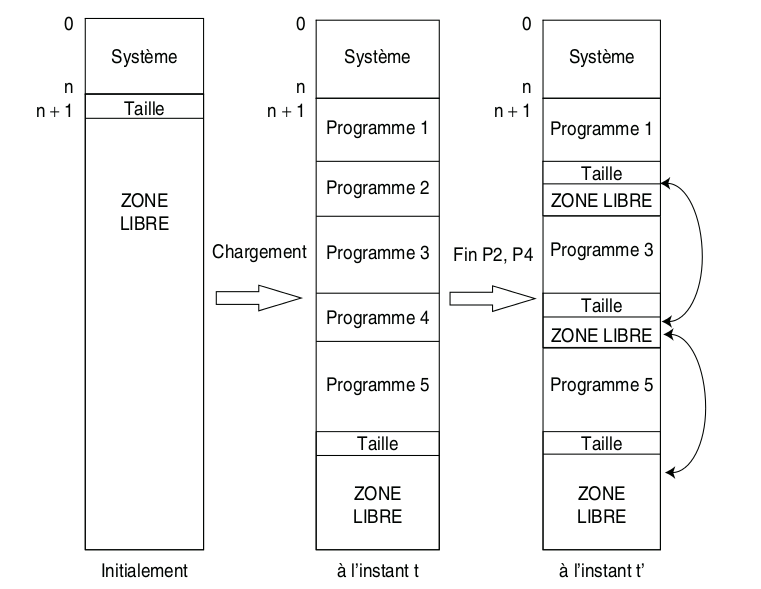 0
Système
n
n + 1
Taille
ZONE
LIBRE
Initialement
Chargement
0
Système
n
n + 1
Programme 1
Programme 2
Programme 3
Programme 4
Programme 5
Taille
ZONE
LIBRE
à l'instant t
Fin P2, P4
0
Système
n
n + 1
Programme 1
Taille
ZONE LIBRE
Programme 3
Taille
ZONE LIBRE
Programme 5
Taille
ZONE
LIBRE
à l'instant t'